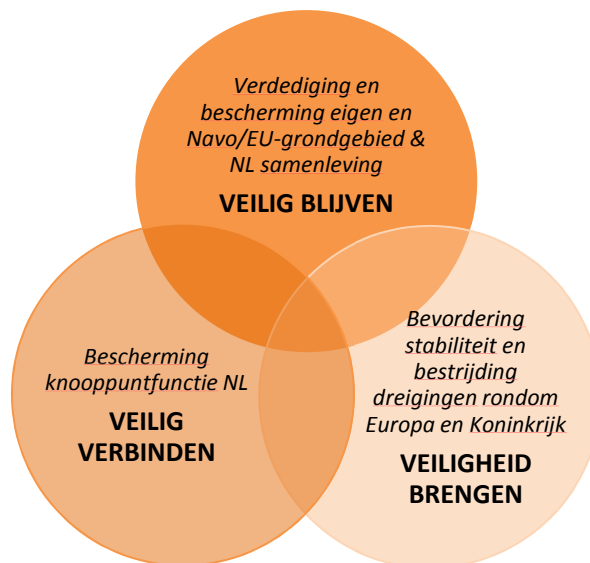 Verdediging en
bescherming eigen en
Navo/EU-grondgebied &
NL samenleving
VEILIG BLIJVEN
Bescherming
knooppuntfunctie NL
VEILIG
VERBINDEN
Bevordering
stabiliteit en
bestrijding
dreigingen rondom
Europa en Koninkrijk
VEILIGHEID
BRENGEN